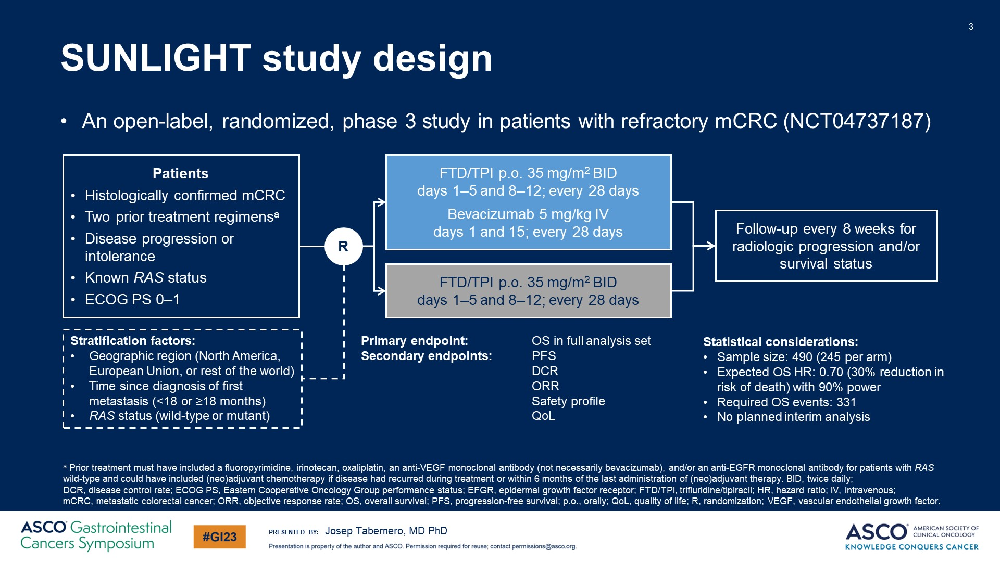 3
SUNLIGHT study design
• An open-label, randomized, phase 3 study in patients with refractory mCRC (NCT04737187)
Patients
• Histologically confirmed mCRC
• Two prior treatment regimensᵃ
• Disease progression or
intolerance
• Known RAS status
• ECOG PS 0–1
R
FTD/TPI p.o. 35 mg/m² BID
days 1–5 and 8–12; every 28 days
Bevacizumab 5 mg/kg IV
days 1 and 15; every 28 days
FTD/TPI p.o. 35 mg/m² BID
days 1–5 and 8–12; every 28 days
Follow-up every 8 weeks for
radiologic progression and/or
survival status
Stratification factors:
• Geographic region (North America,
European Union, or rest of the world)
• Time since diagnosis of first
metastasis (<18 or ≥18 months)
• RAS status (wild-type or mutant)
Primary endpoint: OS in full analysis set
Secondary endpoints: PFS
DCR
ORR
Safety profile
QoL
Statistical considerations:
• Sample size: 490 (245 per arm)
• Expected OS HR: 0.70 (30% reduction in
risk of death) with 90% power
• Required OS events: 331
• No planned interim analysis
ᵃ Prior treatment must have included a fluoropyrimidine, irinotecan, oxaliplatin, an anti-VEGF monoclonal antibody (not necessarily bevacizumab), and/or an anti-EGFR monoclonal antibody for patients with RAS
wild-type and could have included (neo)adjuvant chemotherapy if disease had recurred during treatment or within 6 months of the last administration of (neo)adjuvant therapy. BID, twice daily;
DCR, disease control rate; ECOG PS, Eastern Cooperative Oncology Group performance status; EFGR, epidermal growth factor receptor; FTD/TPI, trifluridine/tipiracil; HR, hazard ratio; IV, intravenous;
mCRC, metastatic colorectal cancer; ORR, objective response rate; OS, overall survival; PFS, progression-free survival; p.o., orally; QoL, quality of life; R, randomization; VEGF, vascular endothelial growth factor.
ASCO® Gastrointestinal
Cancers Symposium
#GI23
PRESENTED BY: Josep Tabernero, MD PhD
Presentation is property of the author and ASCO. Permission required for reuse; contact permissions@asco.org.
ASCO® AMERICAN SOCIETY OF
CLINICAL ONCOLOGY
KNOWLEDGE CONQUERS CANCER